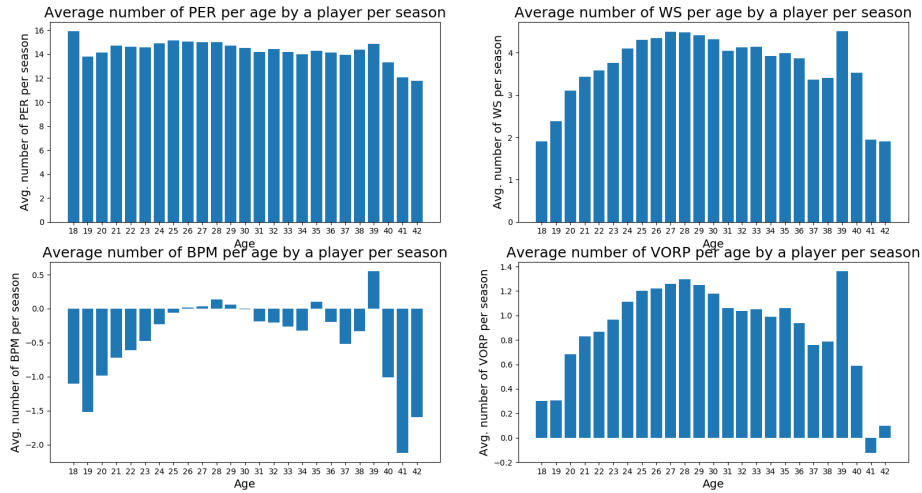 Average number of PER per age by a player per season
Avg. number of PER per season
16
14
12
10
8
6
4
2
0
18 19 20 21 22 23 24 25 26 27 28 29 30 31 32 33 34 35 36 37 38 39 40 41 42
Age
Average number of WS per age by a player per season
Avg. number of WS per season
4
3
2
1
0
18 19 20 21 22 23 24 25 26 27 28 29 30 31 32 33 34 35 36 37 38 39 40 41 42
Age
Average number of BPM per age by a player per season
Avg. number of BPM per season
0.5
0.0
−0.5
−1.0
−1.5
−2.0
18 19 20 21 22 23 24 25 26 27 28 29 30 31 32 33 34 35 36 37 38 39 40 41 42
Age
Average number of VORP per age by a player per season
Avg. number of VORP per season
1.4
1.2
1.0
0.8
0.6
0.4
0.2
0.0
−0.2
18 19 20 21 22 23 24 25 26 27 28 29 30 31 32 33 34 35 36 37 38 39 40 41 42
Age